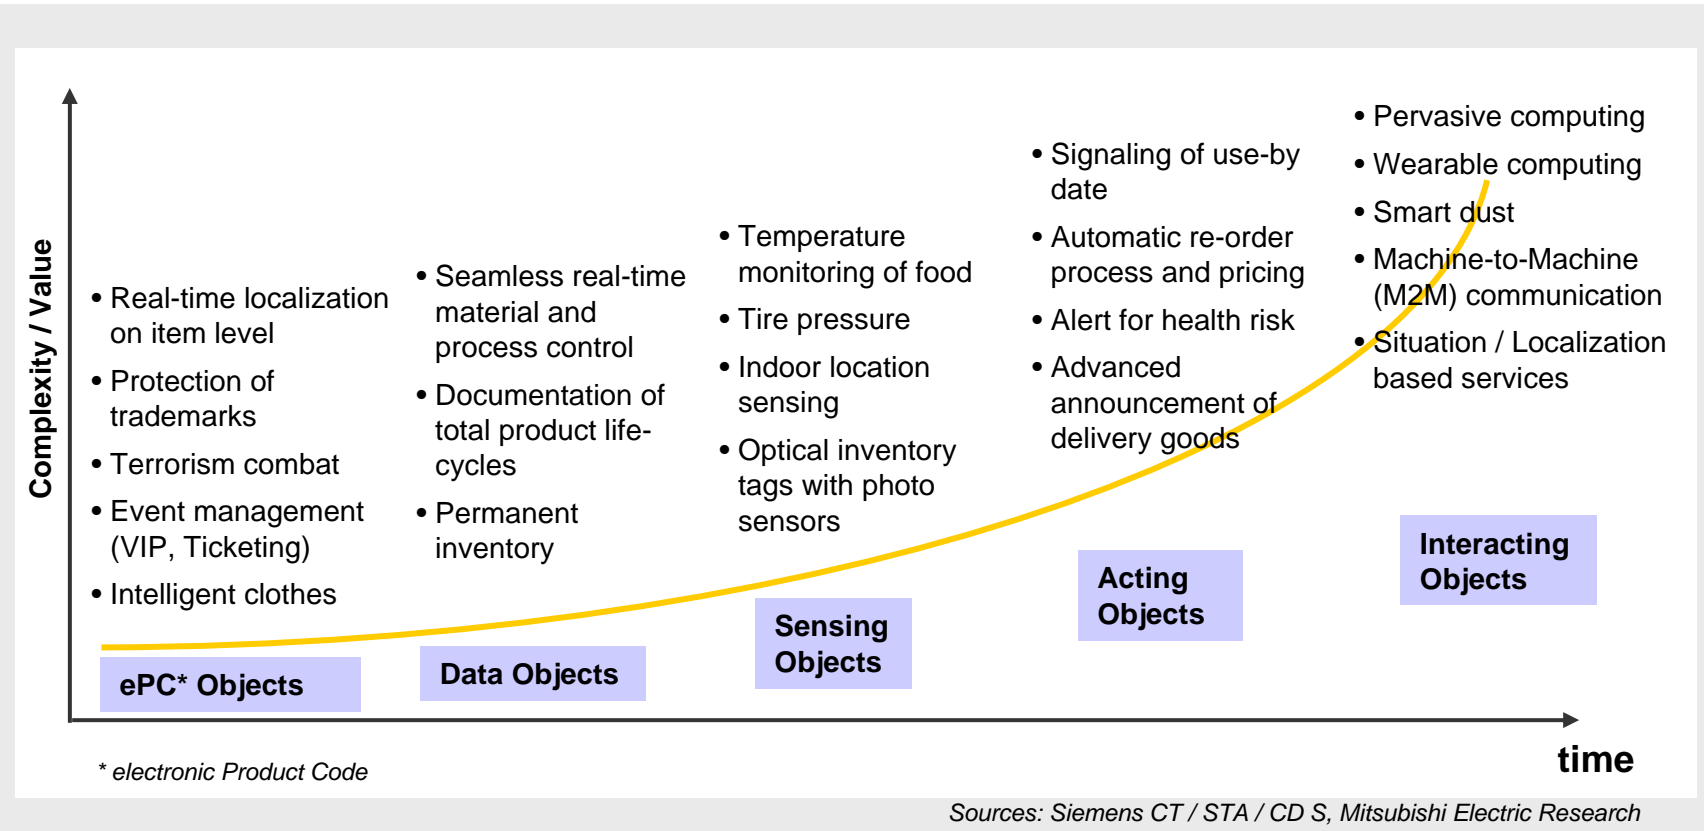 Complexity / Value
• Real-time localization
on item level
• Protection of
trademarks
• Terrorism combat
• Event management
(VIP, Ticketing)
• Intelligent clothes
ePC* Objects
• Seamless real-time
material and
process control
• Documentation of
total product life-
cycles
• Permanent
inventory
Data Objects
• Temperature
monitoring of food
• Tire pressure
• Indoor location
sensing
• Optical inventory
tags with photo
sensors
Sensing
Objects
• Signaling of use-by
date
• Automatic re-order
process and pricing
• Alert for health risk
• Advanced
announcement of
delivery goods
Acting
Objects
• Pervasive computing
• Wearable computing
• Smart dust
• Machine-to-Machine
(M2M) communication
• Situation / Localization
based services
Interacting
Objects
time
* electronic Product Code
Sources: Siemens CT / STA / CD S, Mitsubishi Electric Research